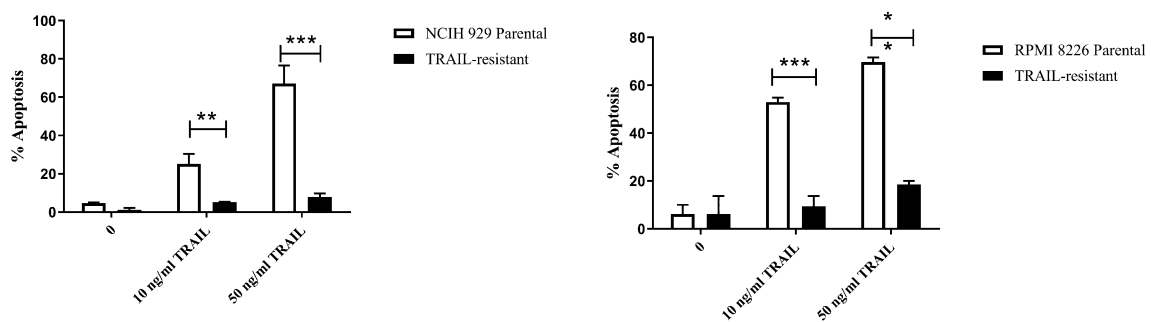 100
80
60
40
20
0
% Apoptosis
**
***
0
10 ng/ml TRAIL
50 ng/ml TRAIL
NCIH 929 Parental
TRAIL-resistant
80
60
40
20
0
% Apoptosis
***
*
*
0
10 ng/ml TRAIL
50 ng/ml TRAIL
RPMI 8226 Parental
TRAIL-resistant